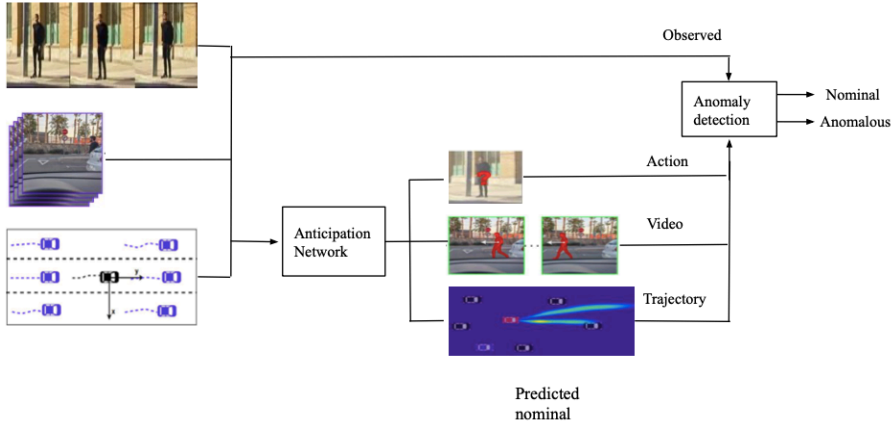 Observed
Anomaly
detection
Nominal
Anomalous
Action
?
Video
Anticipation
Network
y
x
Trajectory
Predicted
nominal